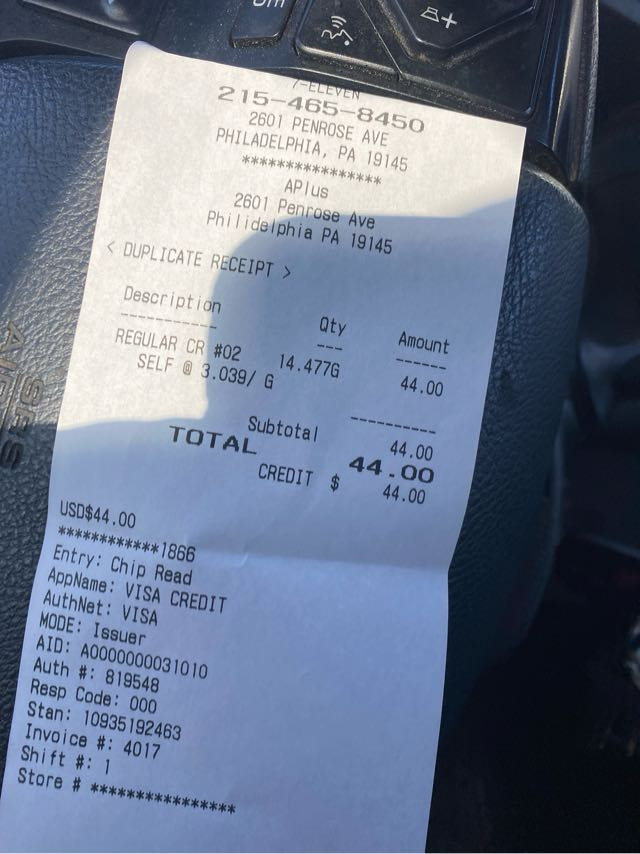 7-ELEVEN
215-465-8450
2601 PENROSE AVE
PHILADELPHIA, PA 19145
****************
APlus
2601 Penrose Ave
Philidelphia PA 19145
< DUPLICATE RECEIPT >
Description Qty Amount
----------- --- ------
REGULAR CR #02 14.477G 44.00
SELF @ 3.039/ G
----------
Subtotal 44.00
TOTAL 44.00
CREDIT $ 44.00
USD$44.00
************1866
Entry: Chip Read
AppName: VISA CREDIT
AuthNet: VISA
MODE: Issuer
AID: A0000000031010
Auth #: 819548
Resp Code: 000
Stan: 10935192463
Invoice #: 4017
Shift #: 1
Store # ****************
SRS